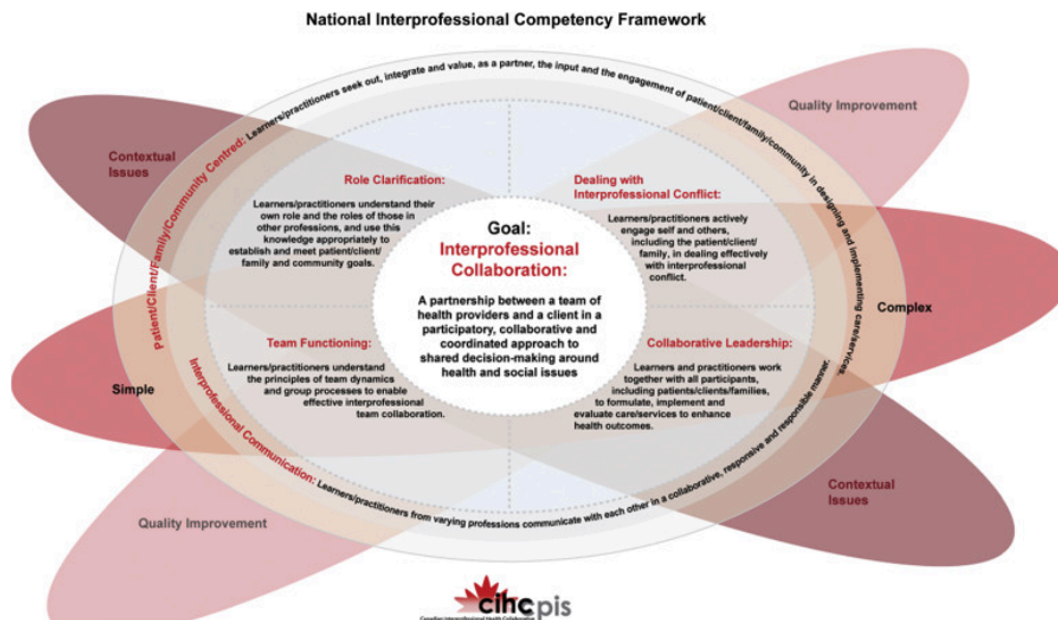 National Interprofessional Competency Framework
Patient/Client/Family/Community Centred: Learners/practitioners seek out, integrate and value, as a partner, the input and the engagement of patient/client/family/community in designing and implementing care/services.
Quality Improvement
Contextual
Issues
Role Clarification:
Learners/practitioners understand their
own role and the roles of those in
other professions, and use this
knowledge appropriately to
establish and meet patient/client/
family and community goals.
Dealing with
Interprofessional Conflict:
Learners/practitioners actively
engage self and others,
including the patient/client/
family, in dealing effectively
with interprofessional
conflict.
Goal:
Interprofessional
Collaboration:
A partnership between a team of
health providers and a client in a
participatory, collaborative and
coordinated approach to
shared decision-making around
health and social issues
Complex
Simple
Team Functioning:
Learners/practitioners understand
the principles of team dynamics
and group processes to enable
effective interprofessional
team collaboration.
Collaborative Leadership:
Learners and practitioners work
together with all participants,
including patients/clients/families,
to formulate, implement and
evaluate care/services to enhance
health outcomes.
Interprofessional Communication: Learners/practitioners from varying professions communicate with each other in a collaborative, responsive and responsible manner.
Contextual
Issues
Quality Improvement
cihc cpis
Canadian Interprofessional Health Collaborative